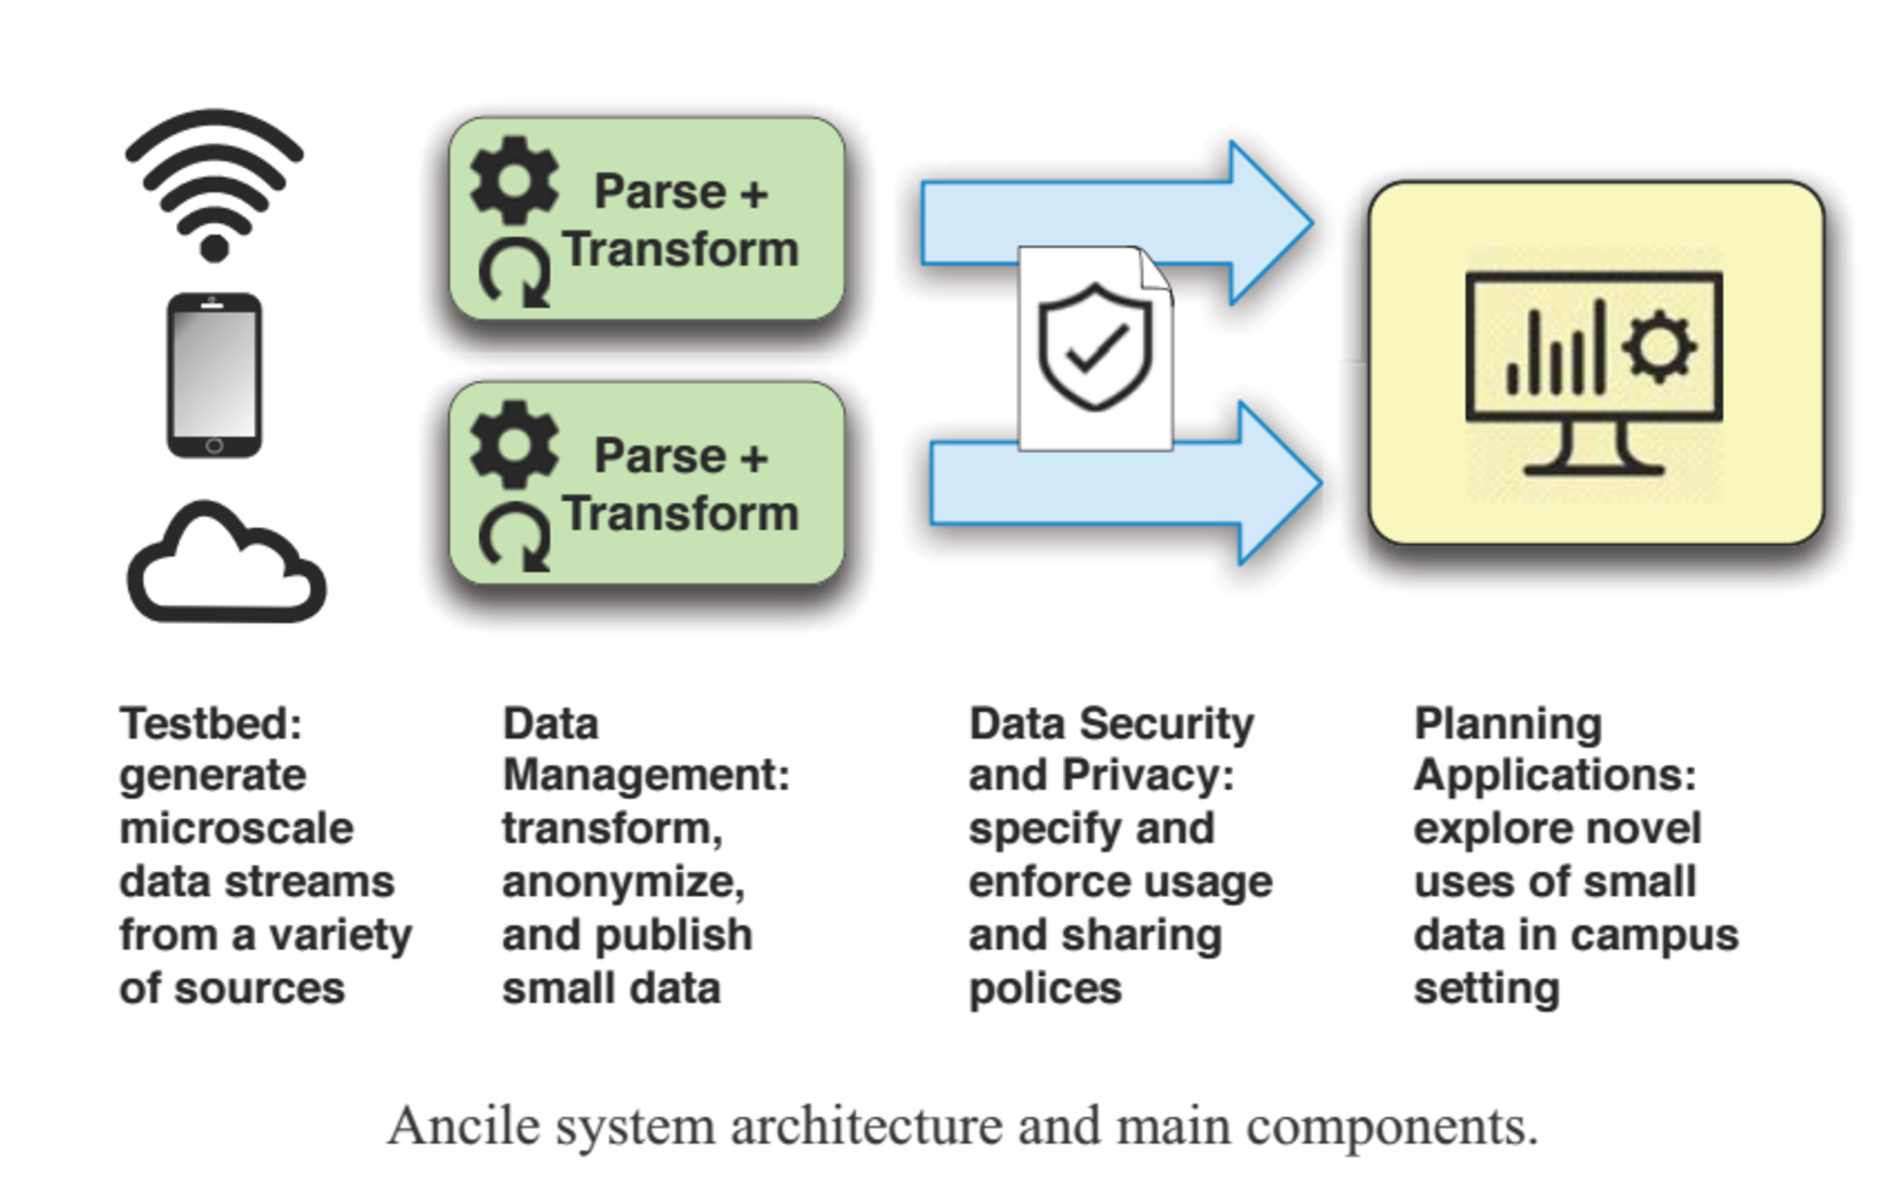 Parse +
Transform
Parse +
Transform
Testbed:
generate
microscale
data streams
from a variety
of sources
Data
Management:
transform,
anonymize,
and publish
small data
Data Security
and Privacy:
specify and
enforce usage
and sharing
polices
Planning
Applications:
explore novel
uses of small
data in campus
setting
Ancile system architecture and main components.